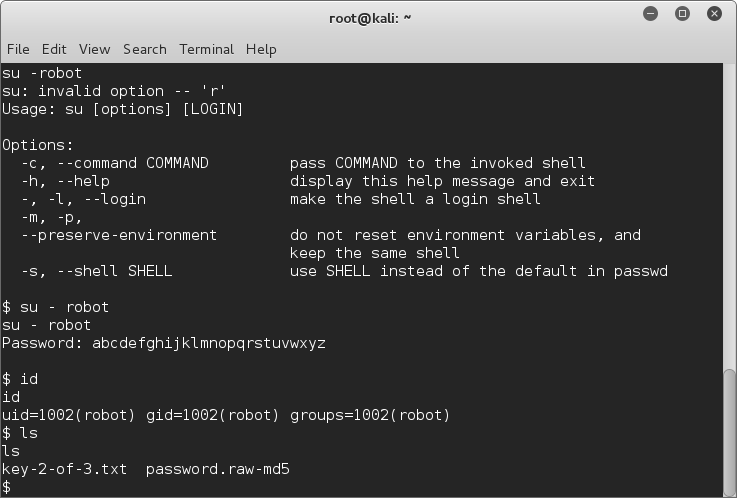 root@kali: ~
File Edit View Search Terminal Help
su -robot
su: invalid option -- 'r'
Usage: su [options] [LOGIN]
Options:
-c, --command COMMAND pass COMMAND to the invoked shell
-h, --help display this help message and exit
-, -l, --login make the shell a login shell
-m, -p,
--preserve-environment do not reset environment variables, and
keep the same shell
-s, --shell SHELL use SHELL instead of the default in passwd
$ su - robot
su - robot
Password: abcdefghijklmnopqrstuvwxyz
$ id
id
uid=1002(robot) gid=1002(robot) groups=1002(robot)
$ ls
ls
key-2-of-3.txt password.raw-md5
$